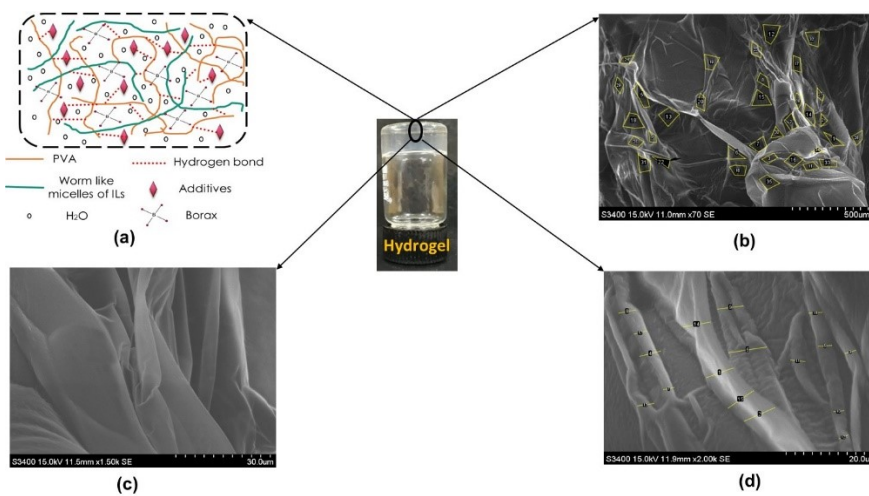 PVA
Hydrogen bond
Worm like
micelles of ILs
Additives
H2O
Borax
(a)
Hydrogel
S3400 15.0kV 11.0mm x70 SE
500um
(b)
S3400 15.0kV 11.5mm x1.50k SE
30.0um
(c)
S3400 15.0kV 11.9mm x2.00k SE
20.0u
(d)